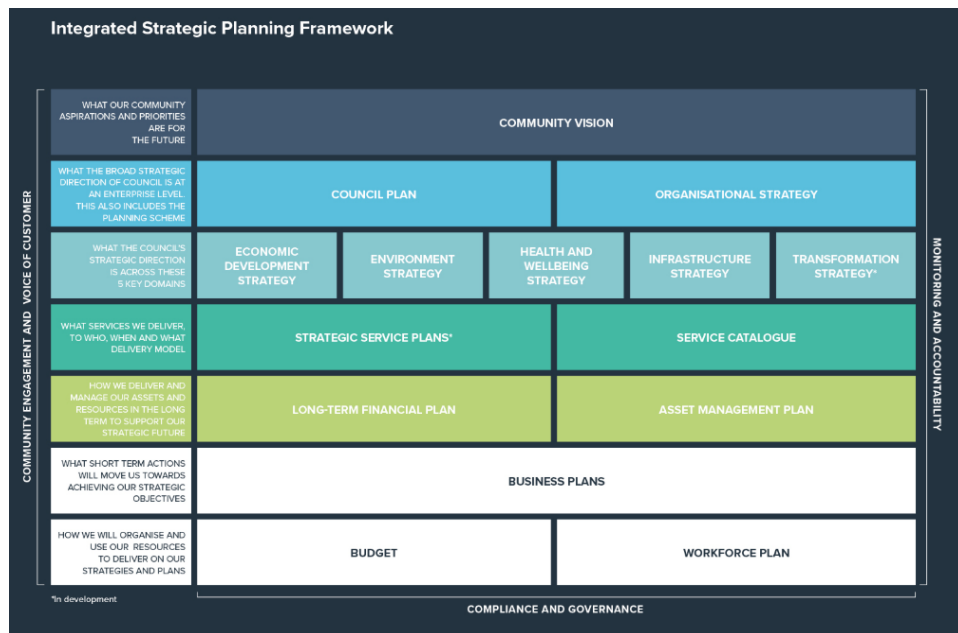 Integrated Strategic Planning Framework
COMMUNITY ENGAGEMENT AND VOICE OF CUSTOMER
WHAT OUR COMMUNITY
ASPIRATIONS AND PRIORITIES
ARE FOR
THE FUTURE
COMMUNITY VISION
WHAT THE BROAD STRATEGIC
DIRECTION OF COUNCIL IS AT
AN ENTERPRISE LEVEL.
THIS ALSO INCLUDES THE
PLANNING SCHEME
COUNCIL PLAN
ORGANISATIONAL STRATEGY
WHAT THE COUNCIL'S
STRATEGIC DIRECTION
IS ACROSS THESE
5 KEY DOMAINS
ECONOMIC
DEVELOPMENT
STRATEGY
ENVIRONMENT
STRATEGY
HEALTH AND
WELLBEING
STRATEGY
INFRASTRUCTURE
STRATEGY
TRANSFORMATION
STRATEGY*
WHAT SERVICES WE DELIVER,
TO WHO, WHEN AND WHAT
DELIVERY MODEL
STRATEGIC SERVICE PLANS*
SERVICE CATALOGUE
HOW WE DELIVER AND
MANAGE OUR ASSETS AND
RESOURCES IN THE LONG
TERM TO SUPPORT OUR
STRATEGIC FUTURE
LONG-TERM FINANCIAL PLAN
ASSET MANAGEMENT PLAN
WHAT SHORT TERM ACTIONS
WILL MOVE US TOWARDS
ACHIEVING OUR STRATEGIC
OBJECTIVES
BUSINESS PLANS
HOW WE WILL ORGANISE AND
USE OUR RESOURCES
TO DELIVER ON OUR
STRATEGIES AND PLANS
BUDGET
WORKFORCE PLAN
MONITORING AND ACCOUNTABILITY
*In development
COMPLIANCE AND GOVERNANCE